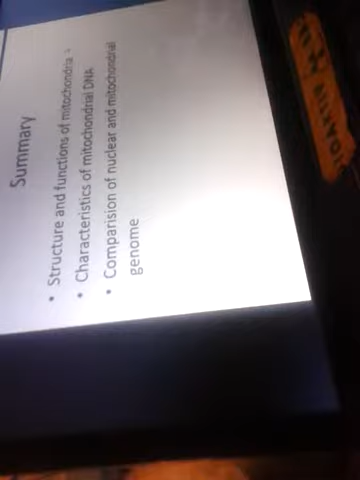 Summary
• Structure and functions of mitochondria.
• Characteristics of mitochondrial DNA
• Comparision of nuclear and mitochondrial
genome